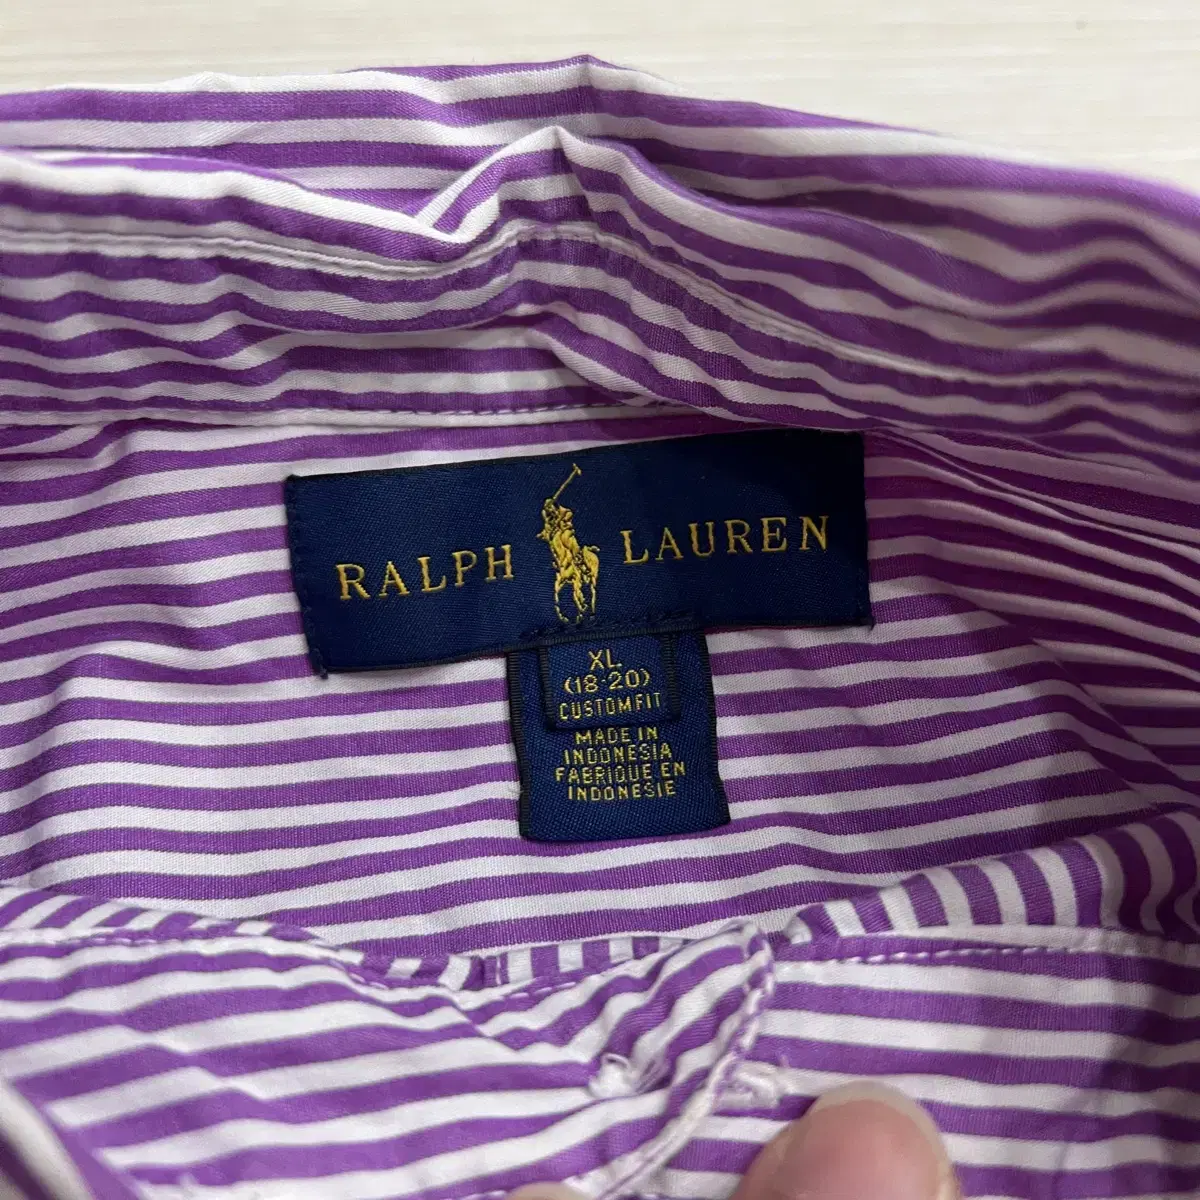 RALPH LAUREN
XL
(18-20)
CUSTOM FIT
MADE IN
INDONESIA
FABRIQUE EN
INDONESIE